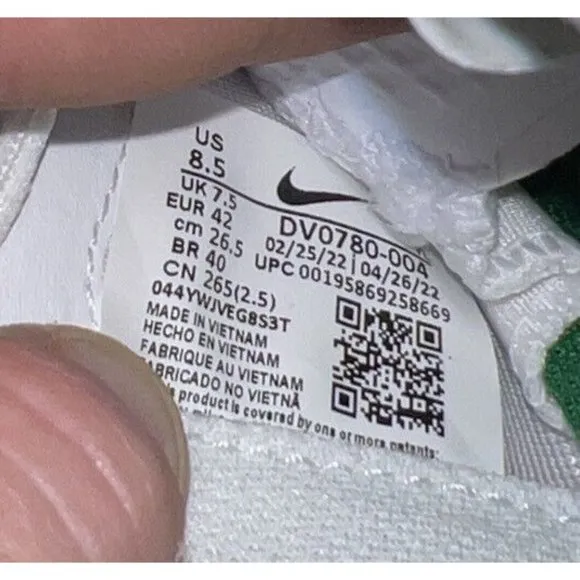 US
8.5
UK 7.5
EUR 42
cm 26.5
BR 40
CN 265(2.5)
DV0780-004
02/25/22 | 04/26/22
UPC 00195869258669
044YWJVEG8S3T
MADE IN VIETNAM
HECHO EN VIETNAM
FABRIQUE AU VIETNAM
ABRICADO NO VIETNÃ
product is covered by one or more patents.